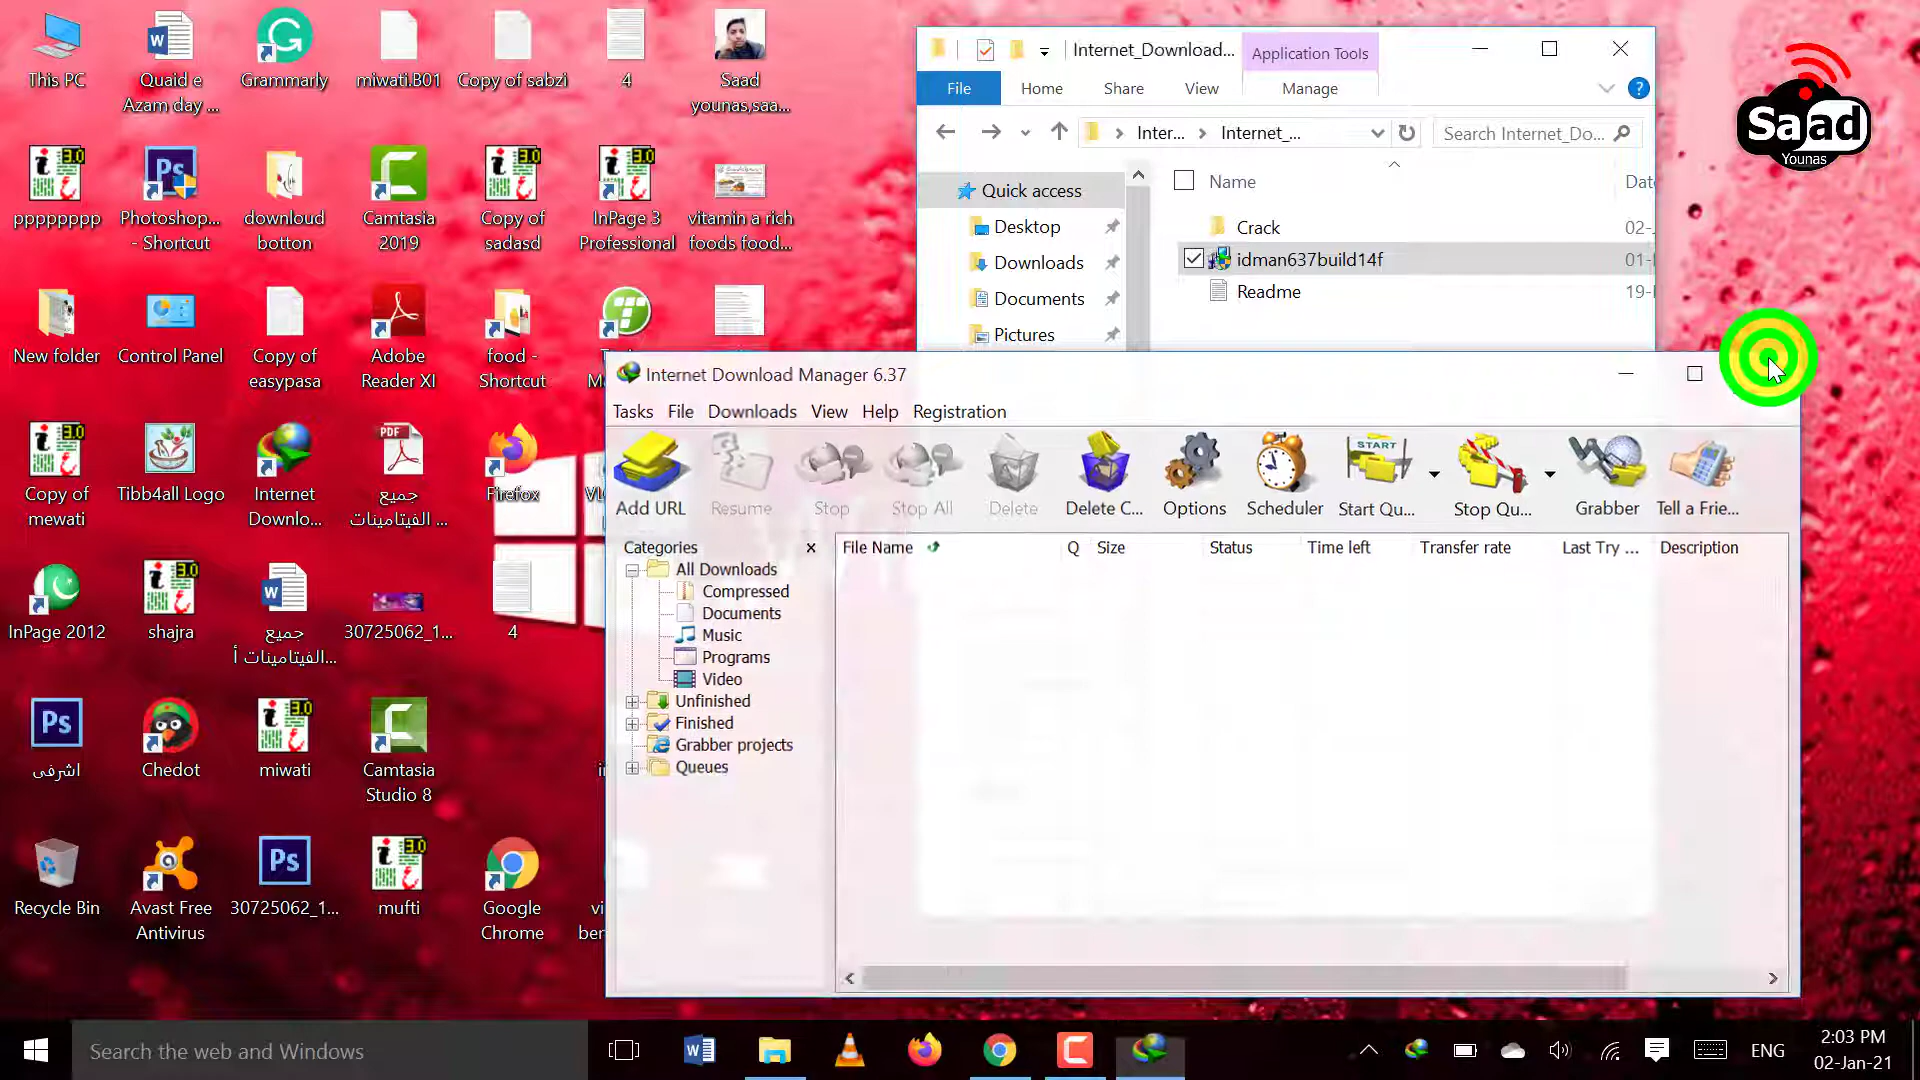 This PC
Quaid e
Azam day ...
Grammarly
miwati.B01
Copy of sabzi
4
Saad
younas,saa...
pppppppp
Photoshop...
- Shortcut
downloud
botton
Camtasia
2019
Copy of
sadasd
InPage 3
Professional
vitamin a rich
foods food...
New folder
Control Panel
Copy of
easypasa
Adobe
Reader XI
food -
Shortcut
Copy of
mewati
Tibb4all Logo
Internet
Downlo...
جميع
الفيتامينات ...
Firefox
InPage 2012
shajra
جميع
الفيتامينات أ...
30725062_1...
4
اشرفی
Chedot
miwati
Camtasia
Studio 8
Recycle Bin
Avast Free
Antivirus
30725062_1...
mufti
Google
Chrome
Internet_Download...
Application Tools
File
Home
Share
View
Manage
Inter...
Internet_...
Search Internet_Do...
Quick access
Desktop
Downloads
Documents
Pictures
Name
Crack
idman637build14f
Readme
Saad
Younas
Internet Download Manager 6.37
Tasks File Downloads View Help Registration
Add URL
Resume
Stop
Stop All
Delete
Delete C...
Options
Scheduler
START
Start Qu...
Stop Qu...
Grabber
Tell a Frie...
Categories
All Downloads
Compressed
Documents
Music
Programs
Video
Unfinished
Finished
Grabber projects
Queues
File Name
Q
Size
Status
Time left
Transfer rate
Last Try ...
Description
Search the web and Windows
ENG
2:03 PM
02-Jan-21